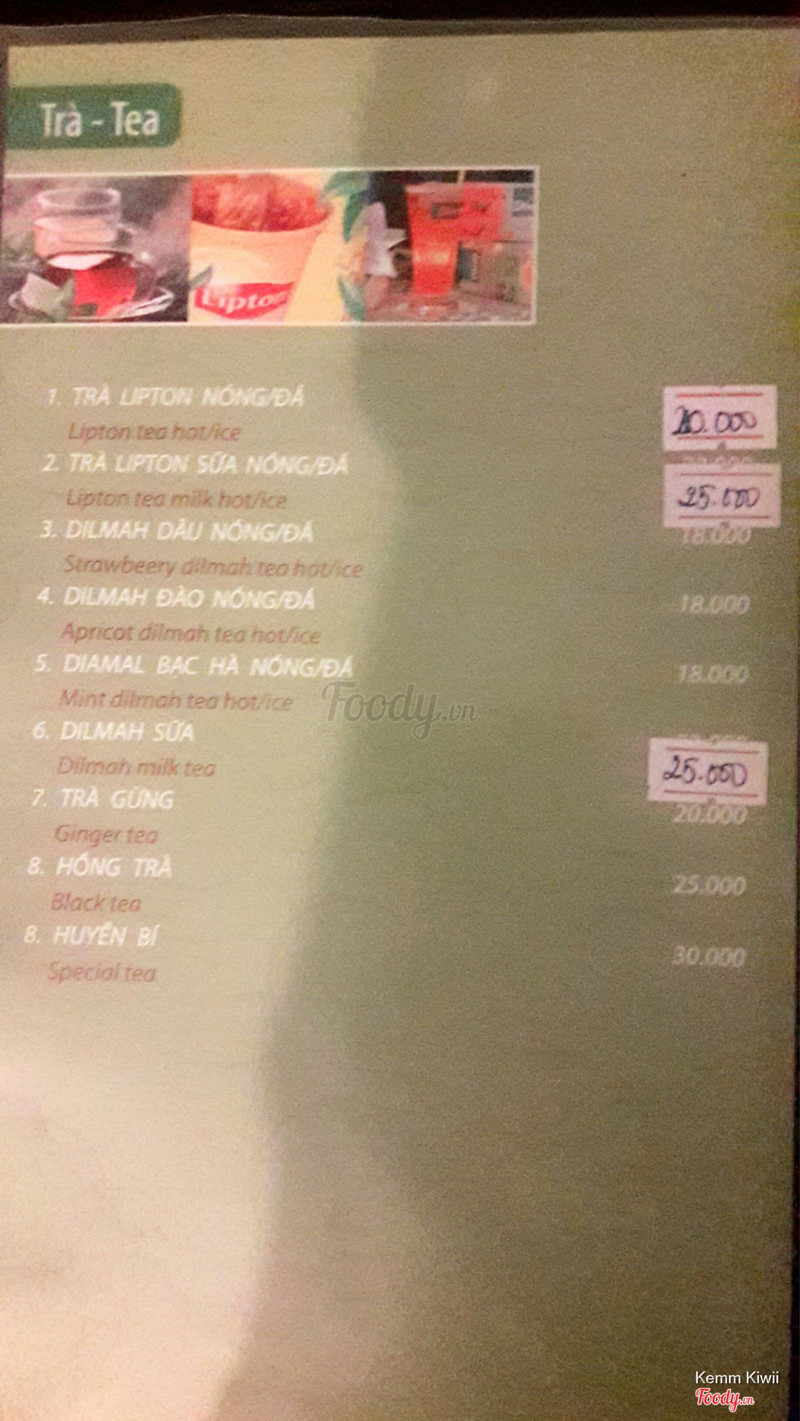 Trà - Tea
Lipton
1. TRÀ LIPTON NÓNG/ĐÁ
20.000
Lipton tea hot/ice
2. TRÀ LIPTON SỮA NÓNG/ĐÁ
25.000
Lipton tea milk hot/ice
3. DILMAH DÂU NÓNG/ĐÁ
18.000
Strawbeery dilmah tea hot/ice
4. DILMAH ĐÀO NÓNG/ĐÁ
18.000
Apricot dilmah tea hot/ice
5. DIAMAL BẠC HÀ NÓNG/ĐÁ
18.000
Mint dilmah tea hot/ice
Foody.vn
6. DILMAH SỮA
25.000
Dilmah milk tea
7. TRÀ GỪNG
20.000
Ginger tea
8. HỒNG TRÀ
25.000
Black tea
8. HUYỀN BÍ
30.000
Special tea
Kemm Kiwii
Foody.vn